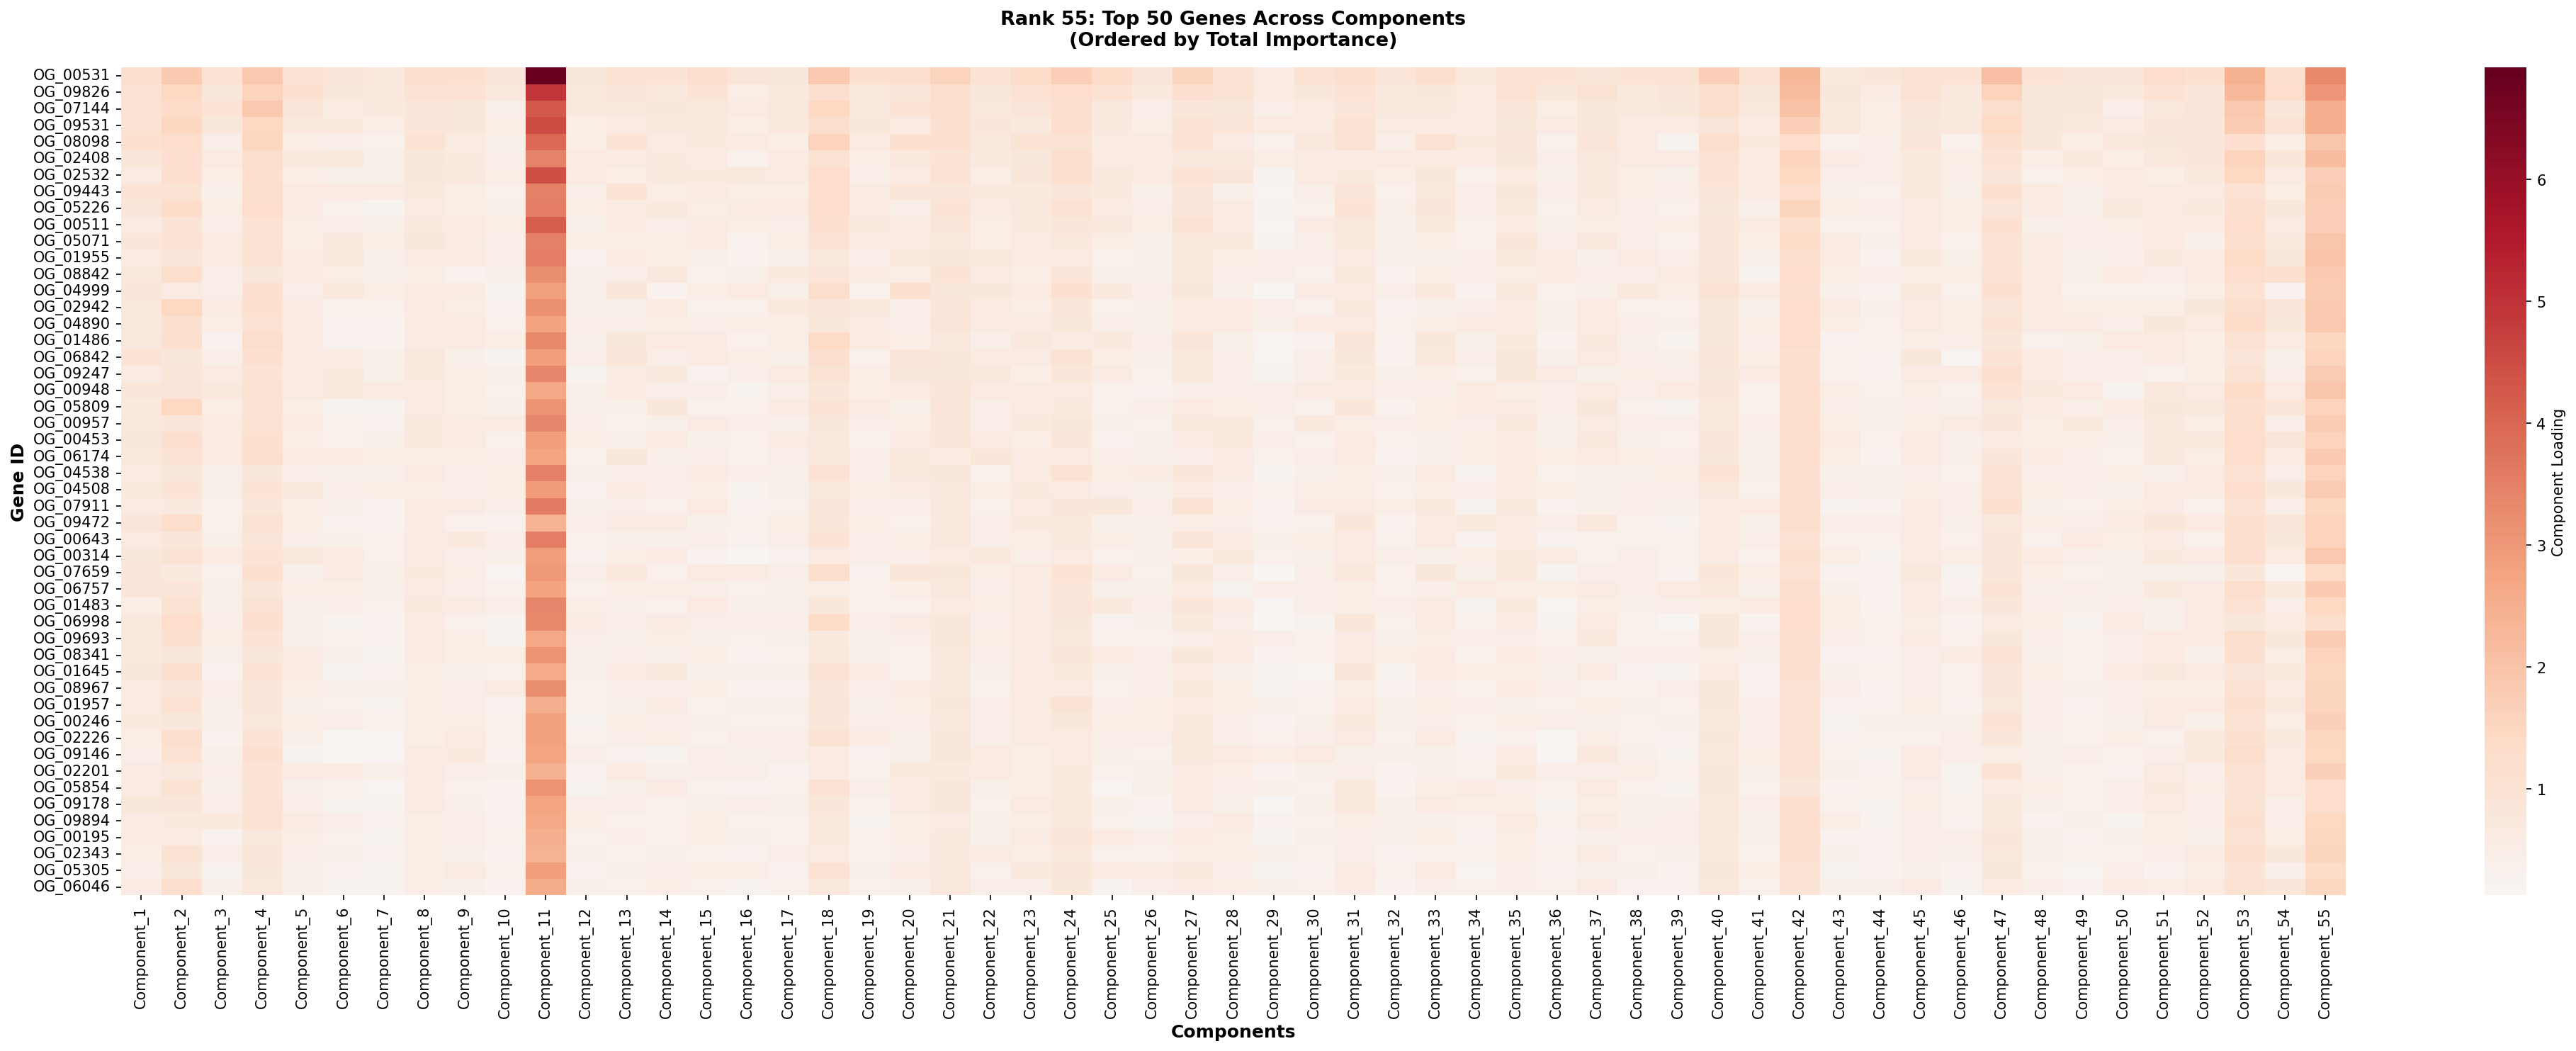 Rank 55: Top 50 Genes Across Components
(Ordered by Total Importance)
Gene ID
OG_00531
OG_09826
OG_07144
OG_09531
OG_08098
OG_02408
OG_02532
OG_09443
OG_05226
OG_00511
OG_05071
OG_01955
OG_08842
OG_04999
OG_02942
OG_04890
OG_01486
OG_06842
OG_09247
OG_00948
OG_05809
OG_00957
OG_00453
OG_06174
OG_04538
OG_04508
OG_07911
OG_09472
OG_00643
OG_00314
OG_07659
OG_06757
OG_01483
OG_06998
OG_09693
OG_08341
OG_01645
OG_08967
OG_01957
OG_00246
OG_02226
OG_09146
OG_02201
OG_05854
OG_09178
OG_09894
OG_00195
OG_02343
OG_05305
OG_06046
Component_1
Component_2
Component_3
Component_4
Component_5
Component_6
Component_7
Component_8
Component_9
Component_10
Component_11
Component_12
Component_13
Component_14
Component_15
Component_16
Component_17
Component_18
Component_19
Component_20
Component_21
Component_22
Component_23
Component_24
Component_25
Component_26
Component_27
Component_28
Component_29
Component_30
Component_31
Component_32
Component_33
Component_34
Component_35
Component_36
Component_37
Component_38
Component_39
Component_40
Component_41
Component_42
Component_43
Component_44
Component_45
Component_46
Component_47
Component_48
Component_49
Component_50
Component_51
Component_52
Component_53
Component_54
Component_55
Components
6
5
4
3
2
1
Component Loading